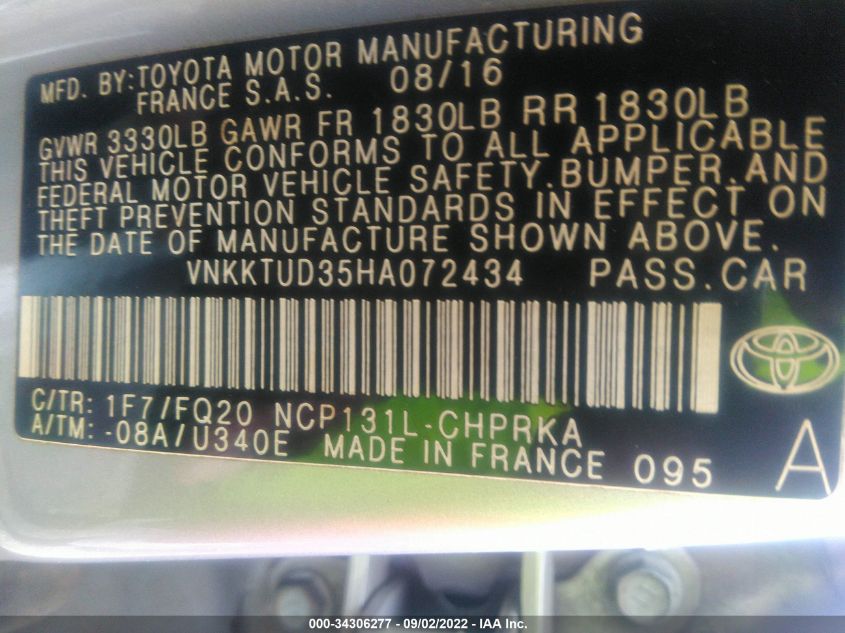 MFD. BY:TOYOTA MOTOR MANUFACTURING
FRANCE S.A.S. 08/16
GVWR 3330LB GAWR FR 1830LB RR 1830LB
THIS VEHICLE CONFORMS TO ALL APPLICABLE
FEDERAL MOTOR VEHICLE SAFETY,BUMPER,AND
THEFT PREVENTION STANDARDS IN EFFECT ON
THE DATE OF MANUFACTURE SHOWN ABOVE.
VNKKTUD35HA072434 PASS.CAR
C/TR: 1F7/FQ20 NCP131L-CHPRKA
A/TM: -08A/U340E MADE IN FRANCE 095 A
000-34306277 - 09/02/2022 - IAA Inc.